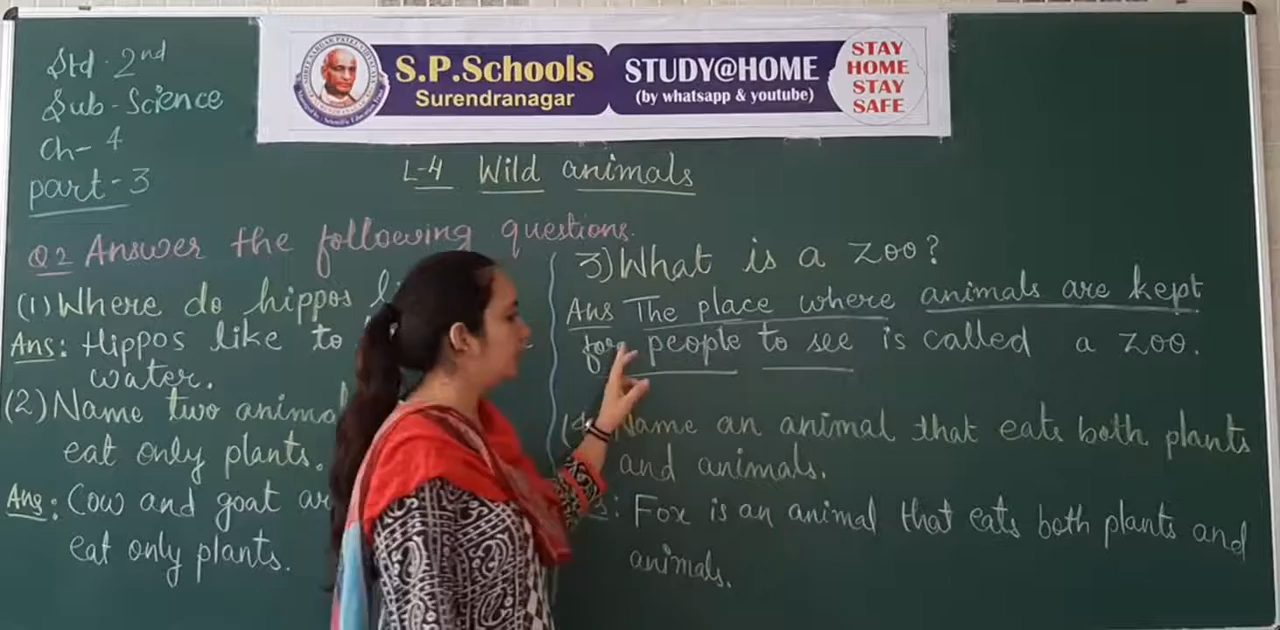 Std. 2nd
Sub-Science
Ch-4
part-3
S.P.Schools
Surendranagar
STUDY@HOME
(by whatsapp & youtube)
STAY
HOME
STAY
SAFE
L-4 Wild animals
Q2 Answer the following questions.
(1) Where do hippos
Ans: Hippos like to
water.
(2) Name two
eat only plants.
Ans: Cow and goat
eat only plants.
3) What is a zoo?
Ans The place where animals are kept
for people to see is called a zoo.
Name an animal that eats both plants
and animals.
Fox is an animal that eats both plants and
animals.